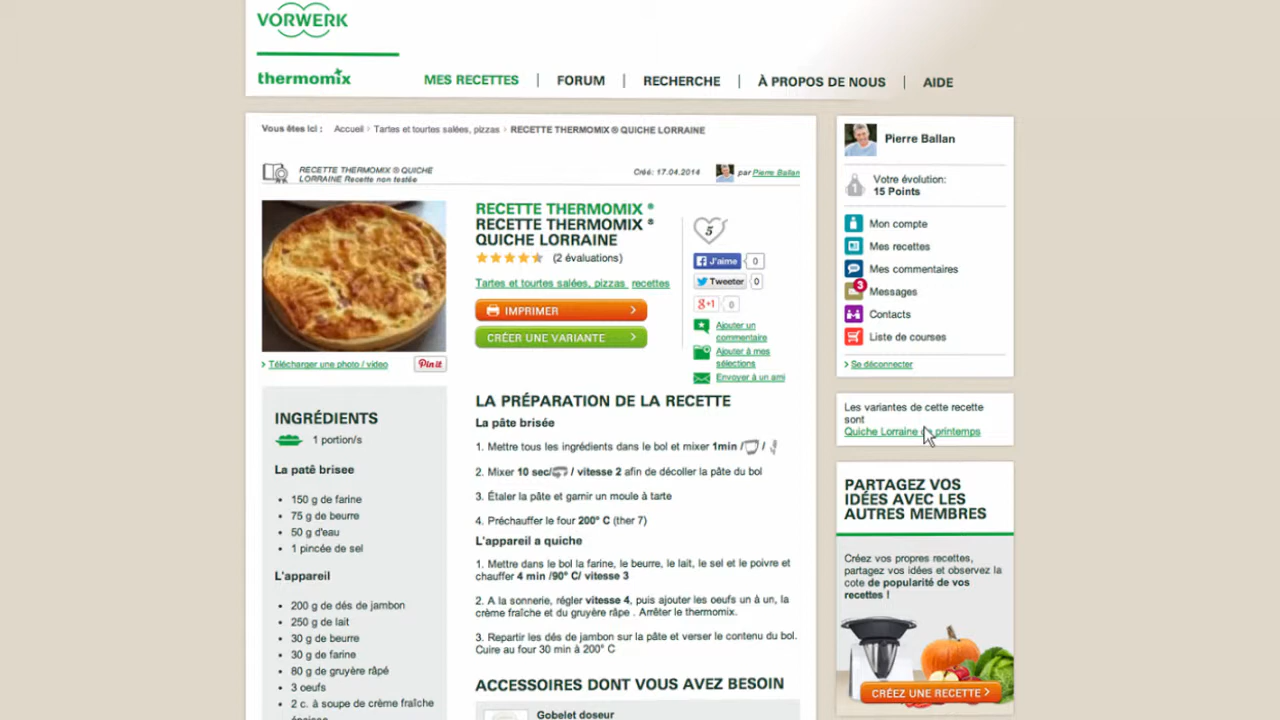 VORWERK
thermomix
MES RECETTES | FORUM | RECHERCHE | À PROPOS DE NOUS | AIDE
Vous êtes ici : Accueil › Tartes et tourtes salées, pizzas › RECETTE THERMOMIX ® QUICHE LORRAINE
RECETTE THERMOMIX ® QUICHE
LORRAINE Recette non testée
Créé: 17.04.2014
par Pierre Ballan
RECETTE THERMOMIX ®
RECETTE THERMOMIX ®
QUICHE LORRAINE
(2 évaluations)
Tartes et tourtes salées, pizzas recettes
IMPRIMER
CRÉER UNE VARIANTE
5
J'aime 0
Tweeter 0
g+1 0
Ajouter un
commentaire
Ajouter à mes
sélections
Envoyer à un ami
› Télécharger une photo / video
Pin it
INGRÉDIENTS
1 portion/s
La paté brisee
• 150 g de farine
• 75 g de beurre
• 50 g d'eau
• 1 pincée de sel
L'appareil
• 200 g de dés de jambon
• 250 g de lait
• 30 g de beurre
• 30 g de farine
• 80 g de gruyère râpé
• 3 oeufs
• 2 c. à soupe de crème fraîche
épaisse
LA PRÉPARATION DE LA RECETTE
La pâte brisée
1. Mettre tous les ingrédients dans le bol et mixer 1min / /
2. Mixer 10 sec/ / vitesse 2 afin de décoller la pâte du bol
3. Étaler la pâte et garnir un moule à tarte
4. Préchauffer le four 200° C (ther 7)
L'appareil a quiche
1. Mettre dans le bol la farine, le beurre, le lait, le sel et le poivre et
chauffer 4 min /90° C/ vitesse 3
2. A la sonnerie, régler vitesse 4, puis ajouter les oeufs un à un, la
crème fraîche et du gruyère râpe . Arrêter le thermomix.
3. Repartir les dés de jambon sur la pâte et verser le contenu du bol.
Cuire au four 30 min à 200° C
ACCESSOIRES DONT VOUS AVEZ BESOIN
Gobelet doseur
Pierre Ballan
1
Votre évolution:
15 Points
Mon compte
Mes recettes
Mes commentaires
3
Messages
Contacts
Liste de courses
› Se déconnecter
Les variantes de cette recette
sont
Quiche Lorraine printemps
PARTAGEZ VOS
IDÉES AVEC LES
AUTRES MEMBRES
Créez vos propres recettes,
partagez vos idées et observez la
cote de popularité de vos
recettes !
CRÉEZ UNE RECETTE >